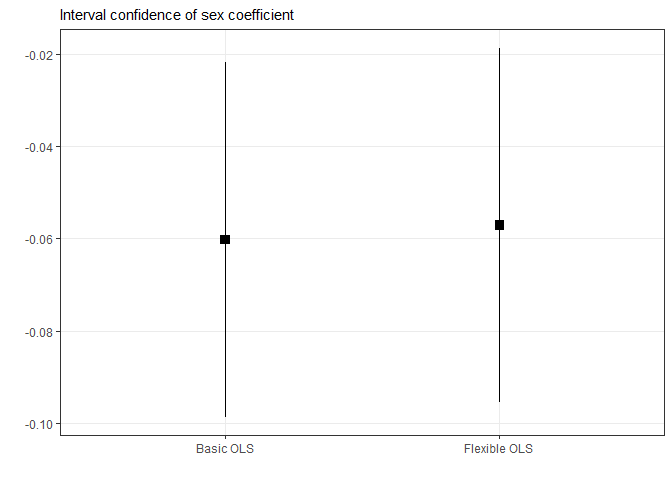 Interval confidence of sex coefficient
-0.02
-0.04
-0.06
-0.08
-0.10
Basic OLS
Flexible OLS